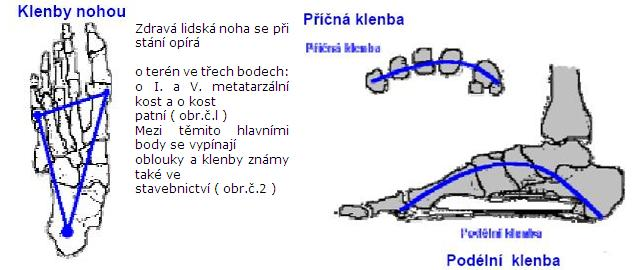 Klenby nohou
Zdravá lidská noha se při
stání opírá
o terén ve třech bodech:
o I. a V. metatarzální
kost a o kost
patní ( obr.č.l )
Mezi těmito hlavními
body se vypínají
oblouky a klenby známy
také ve
stavebnictví ( obr.č.2 )
Příčná klenba
Příčná klenba
Podélní klenba
Podélní klenba